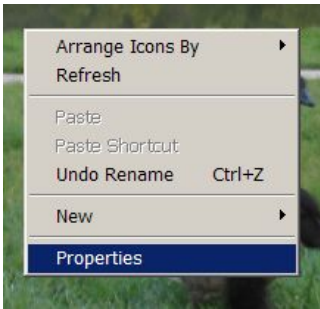 Arrange Icons By
Refresh
Paste
Paste Shortcut
Undo Rename Ctrl+Z
New
Properties